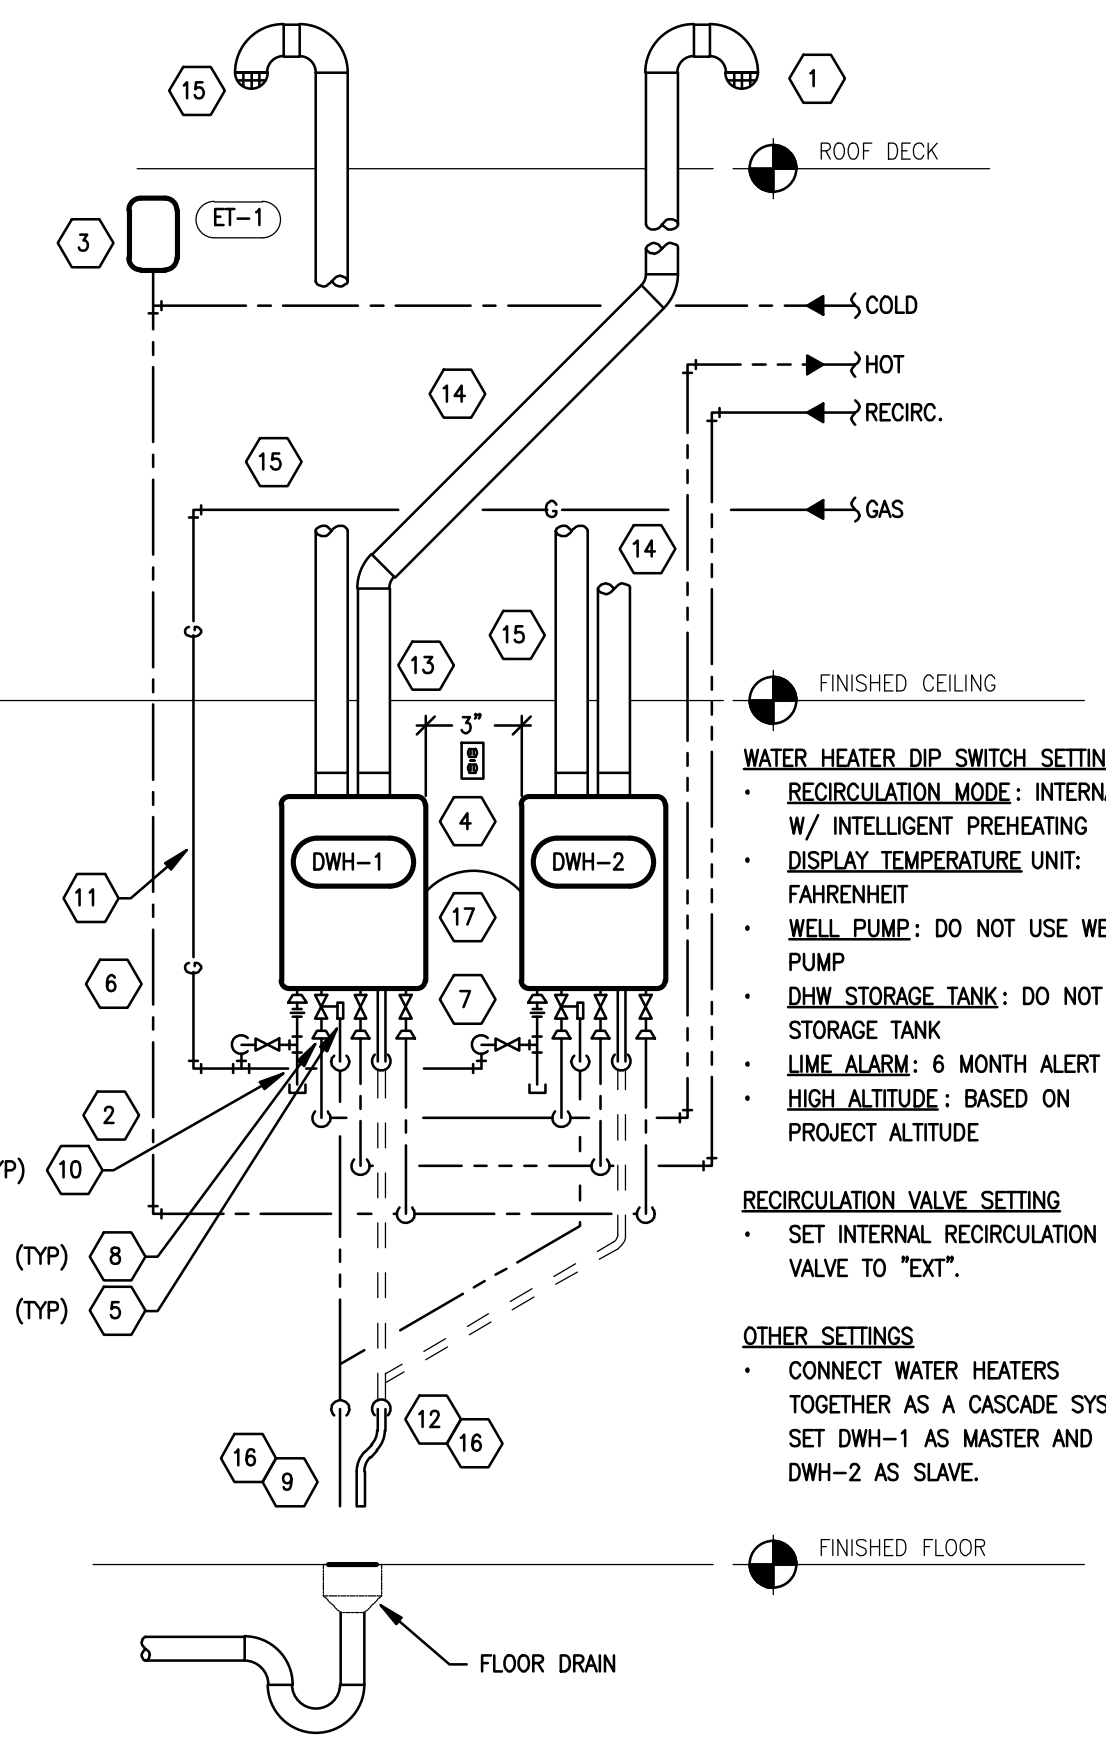 15
1
ROOF DECK
ET-1
3
COLD
HOT
14
RECIRC.
15
G
GAS
14
G
15
13
FINISHED CEILING
3"
WATER HEATER DIP SWITCH SETTIN
· RECIRCULATION MODE: INTERNA
4
W/ INTELLIGENT PREHEATING
DWH-1
DWH-2
· DISPLAY TEMPERATURE UNIT:
11
FAHRENHEIT
17
· WELL PUMP: DO NOT USE WE
PUMP
G
6
7
· DHW STORAGE TANK: DO NOT
STORAGE TANK
· LIME ALARM: 6 MONTH ALERT
2
· HIGH ALTITUDE: BASED ON
PROJECT ALTITUDE
YP) 10
RECIRCULATION VALVE SETTING
(TYP) 8
· SET INTERNAL RECIRCULATION
VALVE TO "EXT".
(TYP) 5
OTHER SETTINGS
· CONNECT WATER HEATERS
TOGETHER AS A CASCADE SYS
SET DWH-1 AS MASTER AND
DWH-2 AS SLAVE.
12
16
16
9
FINISHED FLOOR
FLOOR DRAIN